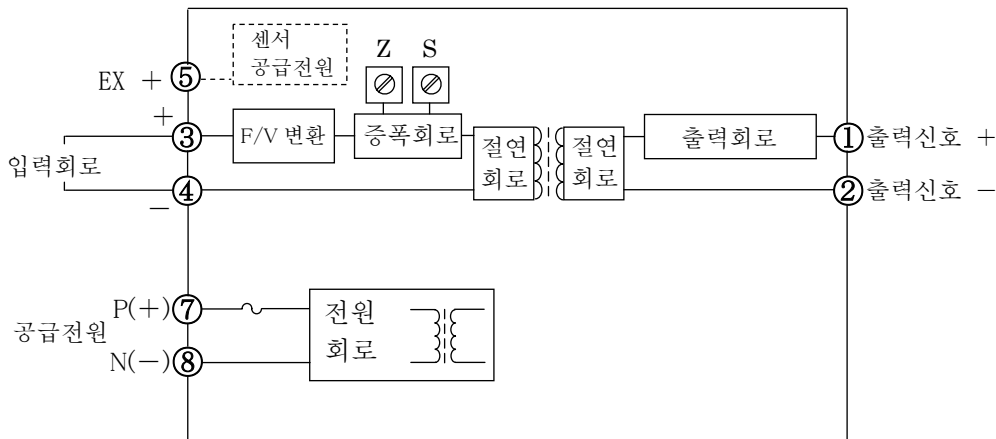 센서
공급전원
Z S
EX + ⑤
+
③ F/V 변환 증폭회로 출력회로 ① 출력신호 +
절연
회로
절연
회로
입력회로
④ ② 출력신호 −
−
P(+) ⑦
공급전원
전원
회로
N(−) ⑧